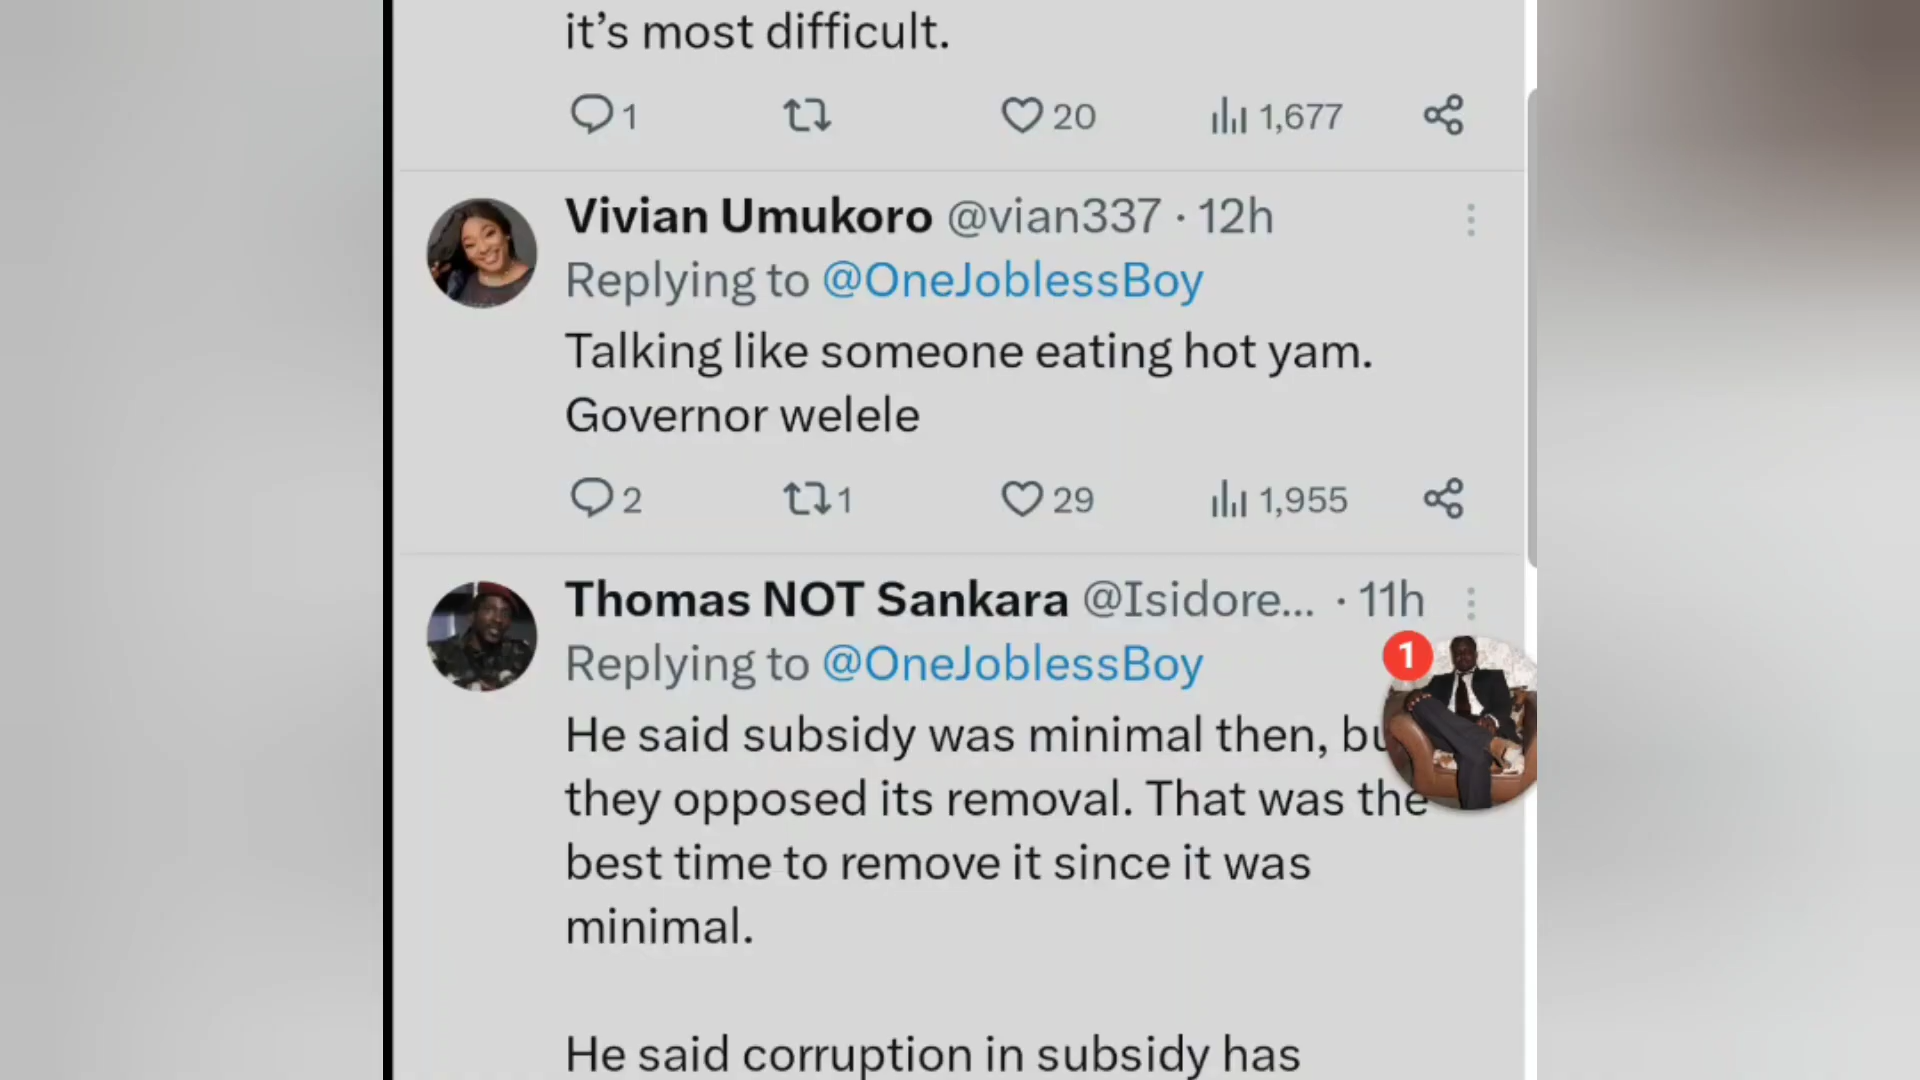 it’s most difficult.
1 20 1,677
Vivian Umukoro @vian337 · 12h
Replying to @OneJoblessBoy
Talking like someone eating hot yam.
Governor welele
2 1 29 1,955
Thomas NOT Sankara @Isidore... · 11h
Replying to @OneJoblessBoy
1
He said subsidy was minimal then,
they opposed its removal. That was the
best time to remove it since it was
minimal.
He said corruption in subsidy has